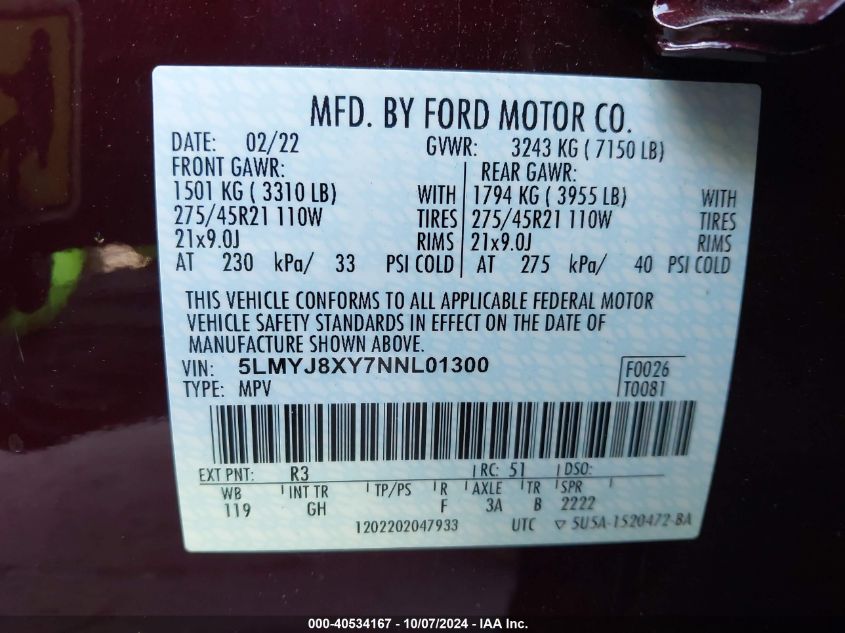 MFD. BY FORD MOTOR CO.
DATE: 02/22 GVWR: 3243 KG ( 7150 LB)
FRONT GAWR: REAR GAWR:
1501 KG ( 3310 LB) WITH 1794 KG ( 3955 LB) WITH
275/45R21 110W TIRES 275/45R21 110W TIRES
21x9.0J RIMS 21x9.0J RIMS
AT 230 kPa/ 33 PSI COLD AT 275 kPa/ 40 PSI COLD
THIS VEHICLE CONFORMS TO ALL APPLICABLE FEDERAL MOTOR
VEHICLE SAFETY STANDARDS IN EFFECT ON THE DATE OF
MANUFACTURE SHOWN ABOVE.
VIN: 5LMYJ8XY7NNL01300 F0026
TYPE: MPV T0081
EXT PNT: R3 RC: 51 DSO:
WB INT TR TP/PS R AXLE TR SPR
119 GH F 3A B 2222
1202202047933 UTC ▽ 5U5A-1520472-BA
000-40534167 - 10/07/2024 - IAA, Inc.